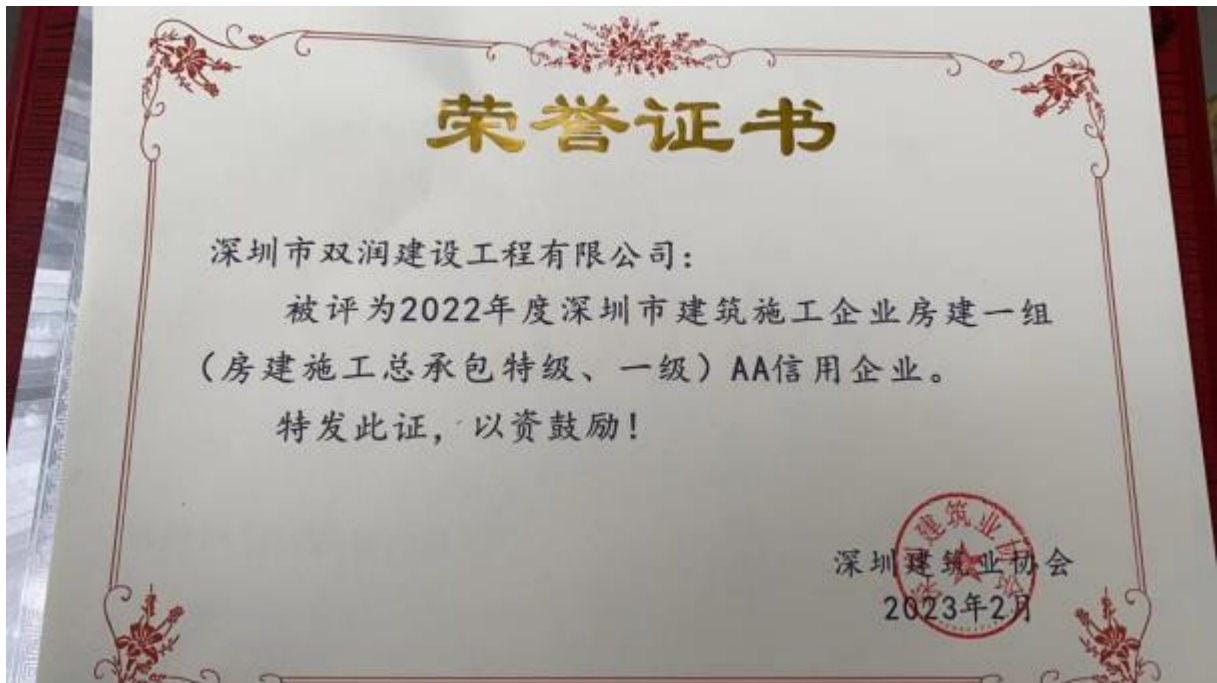 荣誉证书
深圳市双润建设工程有限公司:
被评为2022年度深圳市建筑施工企业房建一组
(房建施工总承包特级、一级)AA信用企业。
特发此证,以资鼓励!
深圳建筑业协会
2023年2月